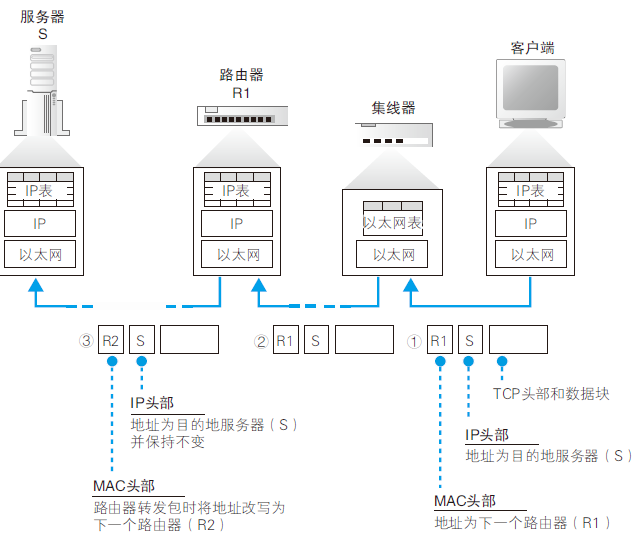 服务器
S
路由器
R1
集线器
客户端
IP表
IP
以太网
IP表
IP
以太网
以太网表
以太网
IP表
IP
以太网
③ R2 S
② R1 S
① R1 S
TCP头部和数据块
IP头部
地址为目的地服务器(S)
并保持不变
IP头部
地址为目的地服务器(S)
MAC头部
路由器转发包时将地址改写为
下一个路由器(R2)
MAC头部
地址为下一个路由器(R1)